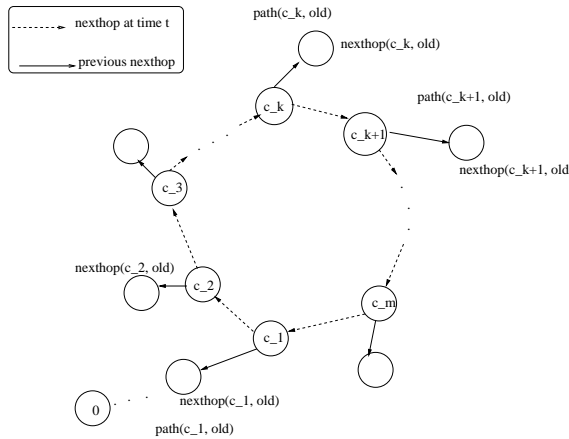 nexthop at time t
previous nexthop
path(c_k, old)
nexthop(c_k, old)
c_k
path(c_k+1, old)
c_k+1
nexthop(c_k+1, old
c_3
nexthop(c_2, old)
c_2
c_m
c_1
nexthop(c_1, old)
0
path(c_1, old)